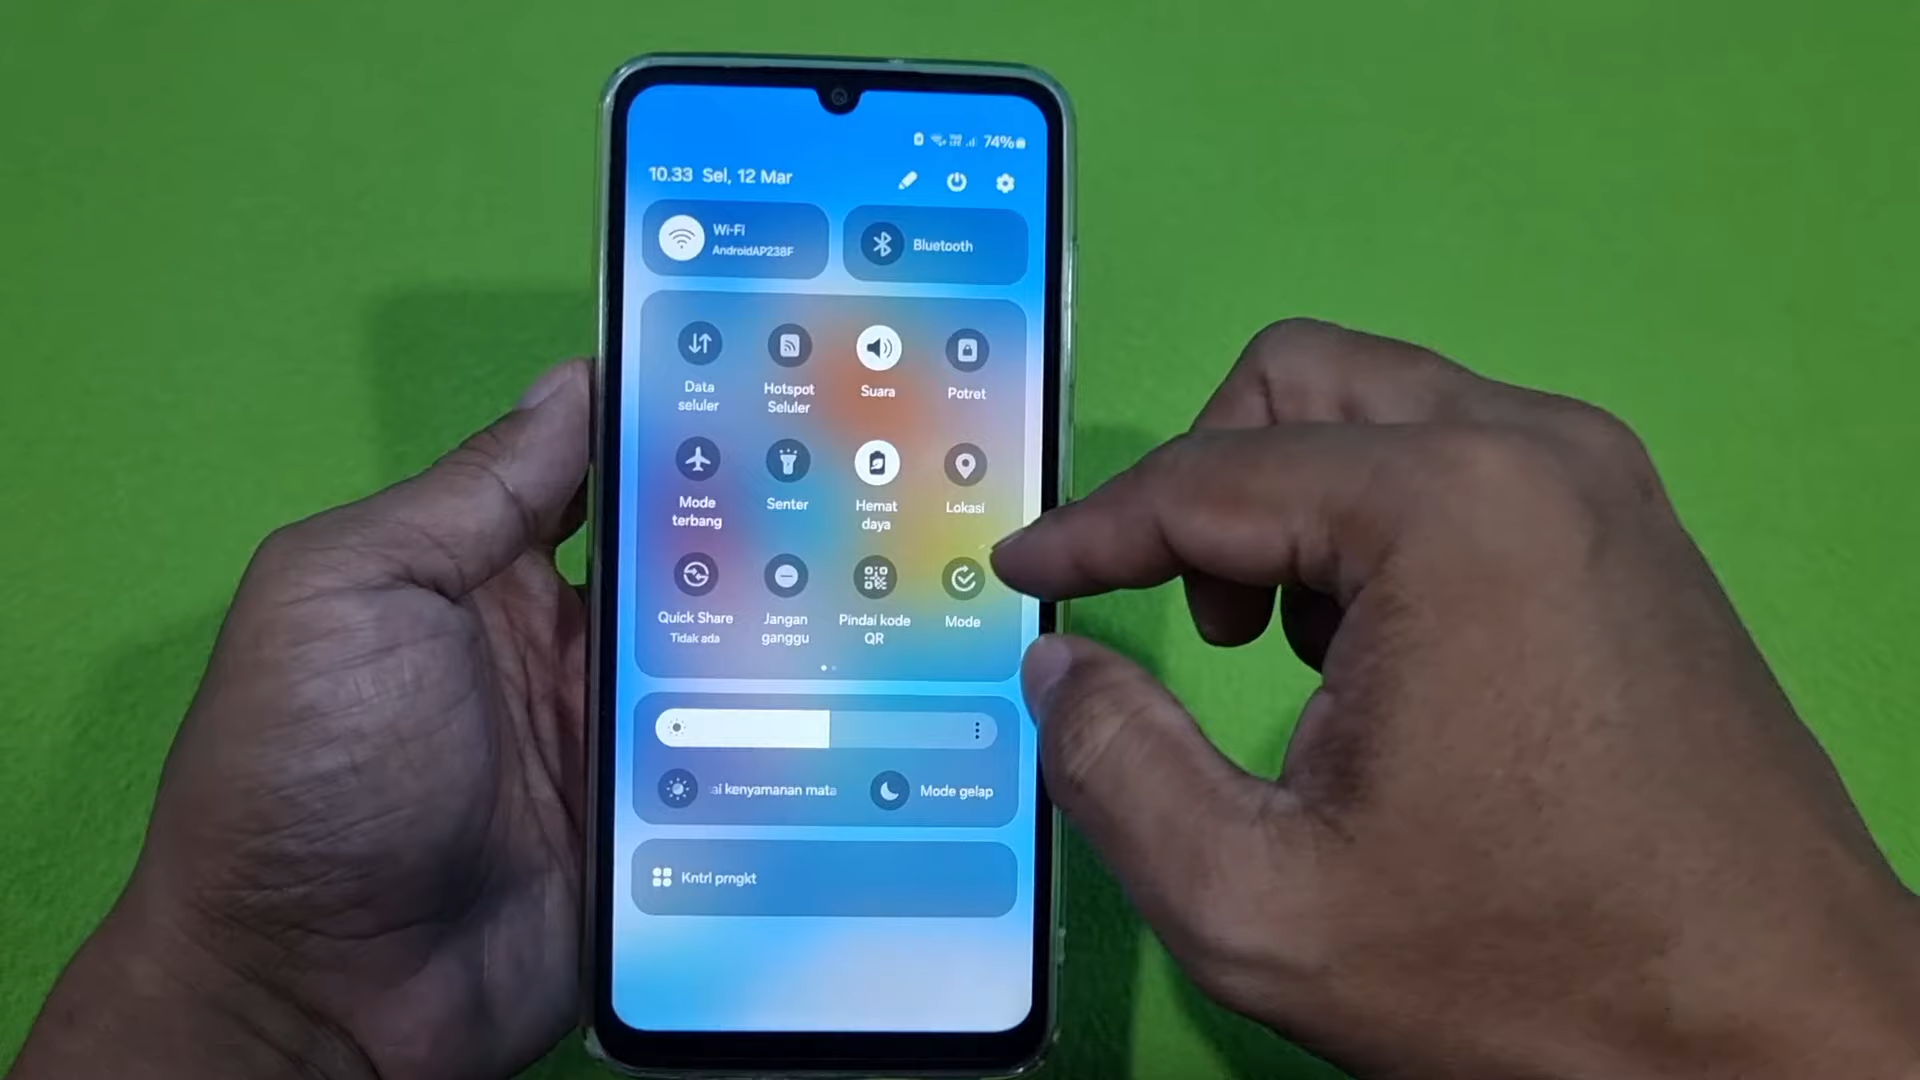 74%
10.33 Sel, 12 Mar
Wi-Fi
AndroidAP238F
Bluetooth
Data
seluler
Hotspot
Seluler
Suara
Potret
Mode
terbang
Senter
Hemat
daya
Lokasi
Quick Share
Tidak ada
Jangan
ganggu
Pindai kode
QR
Mode
ai kenyamanan mata
Mode gelap
Kntrl prngkt